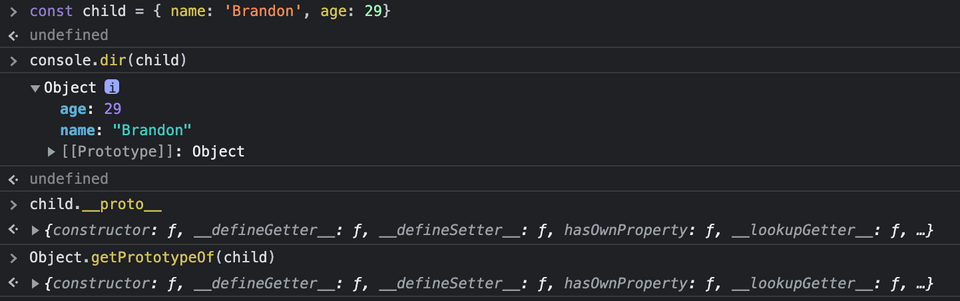 const child = { name: 'Brandon', age: 29}
undefined
console.dir(child)
Object i
age: 29
name: "Brandon"
[[Prototype]]: Object
undefined
child.__proto__
{constructor: ƒ, __defineGetter__: ƒ, __defineSetter__: ƒ, hasOwnProperty: ƒ, __lookupGetter__: ƒ, …}
Object.getPrototypeOf(child)
{constructor: ƒ, __defineGetter__: ƒ, __defineSetter__: ƒ, hasOwnProperty: ƒ, __lookupGetter__: ƒ, …}